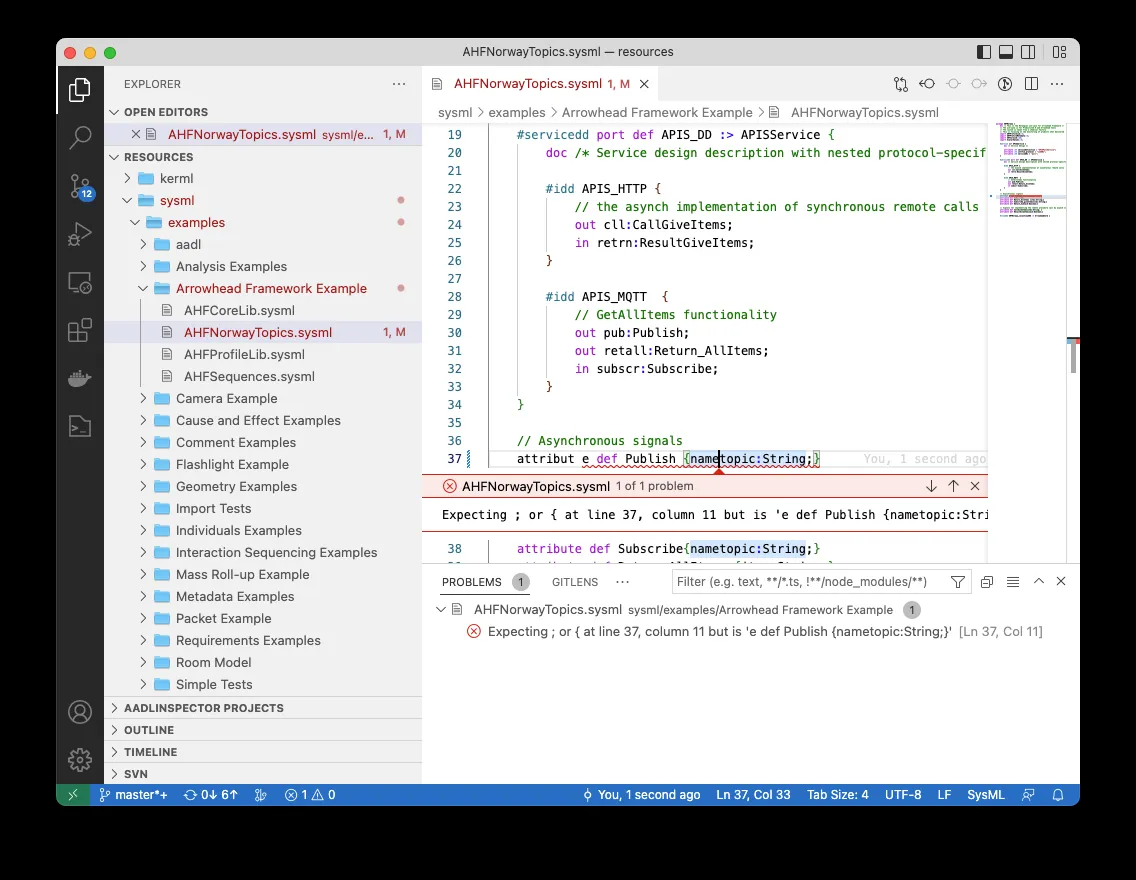 AHFNorwayTopics.sysml — resources
EXPLORER
OPEN EDITORS
AHFNorwayTopics.sysml sysml/e... 1, M
RESOURCES
kerml
sysml
examples
aadl
Analysis Examples
Arrowhead Framework Example
AHFCoreLib.sysml
AHFNorwayTopics.sysml 1, M
AHFProfileLib.sysml
AHFSequences.sysml
Camera Example
Cause and Effect Examples
Comment Examples
Flashlight Example
Geometry Examples
Import Tests
Individuals Examples
Interaction Sequencing Examples
Mass Roll-up Example
Metadata Examples
Packet Example
Requirements Examples
Room Model
Simple Tests
AADLINSPECTOR PROJECTS
OUTLINE
TIMELINE
SVN
12
AHFNorwayTopics.sysml 1, M
sysml > examples > Arrowhead Framework Example > AHFNorwayTopics.sysml
19 #servicedd port def APIS_DD :> APISService {
20 doc /* Service design description with nested protocol-specif
21
22 #idd APIS_HTTP {
23 // the asynch implementation of synchronous remote calls
24 out cll:CallGiveItems;
25 in retrn:ResultGiveItems;
26 }
27
28 #idd APIS_MQTT {
29 // GetAllItems functionality
30 out pub:Publish;
31 out retall:Return_AllItems;
32 in subscr:Subscribe;
33 }
34 }
35
36 // Asynchronous signals
37 attribut e def Publish {nametopic:String;} You, 1 second ago
AHFNorwayTopics.sysml 1 of 1 problem
Expecting ; or { at line 37, column 11 but is 'e def Publish {nametopic:Stri
38 attribute def Subscribe{nametopic:String;}
PROBLEMS 1 GITLENS ··· Filter (e.g. text, **/*.ts, !**/node_modules/**)
AHFNorwayTopics.sysml sysml/examples/Arrowhead Framework Example 1
Expecting ; or { at line 37, column 11 but is 'e def Publish {nametopic:String;}' [Ln 37, Col 11]
master*+ 0↓ 6↑ 1 0 You, 1 second ago Ln 37, Col 33 Tab Size: 4 UTF-8 LF SysML